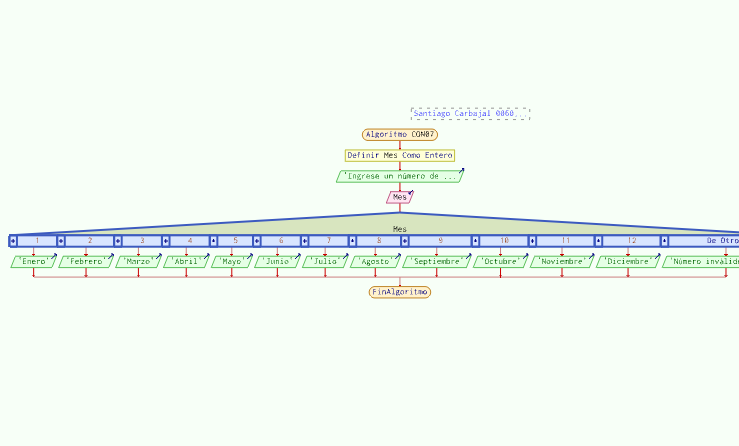 Santiago Carbajal 0060...
Algoritmo CON07
Definir Mes Como Entero
'Ingrese un número de ...
Mes
Mes
1 2 3 4 5 6 7 8 9 10 11 12 De Otro
'Enero' 'Febrero' 'Marzo' 'Abril' 'Mayo' 'Junio' 'Julio' 'Agosto' 'Septiembre' 'Octubre' 'Noviembre' 'Diciembre' 'Número inválid
FinAlgoritmo